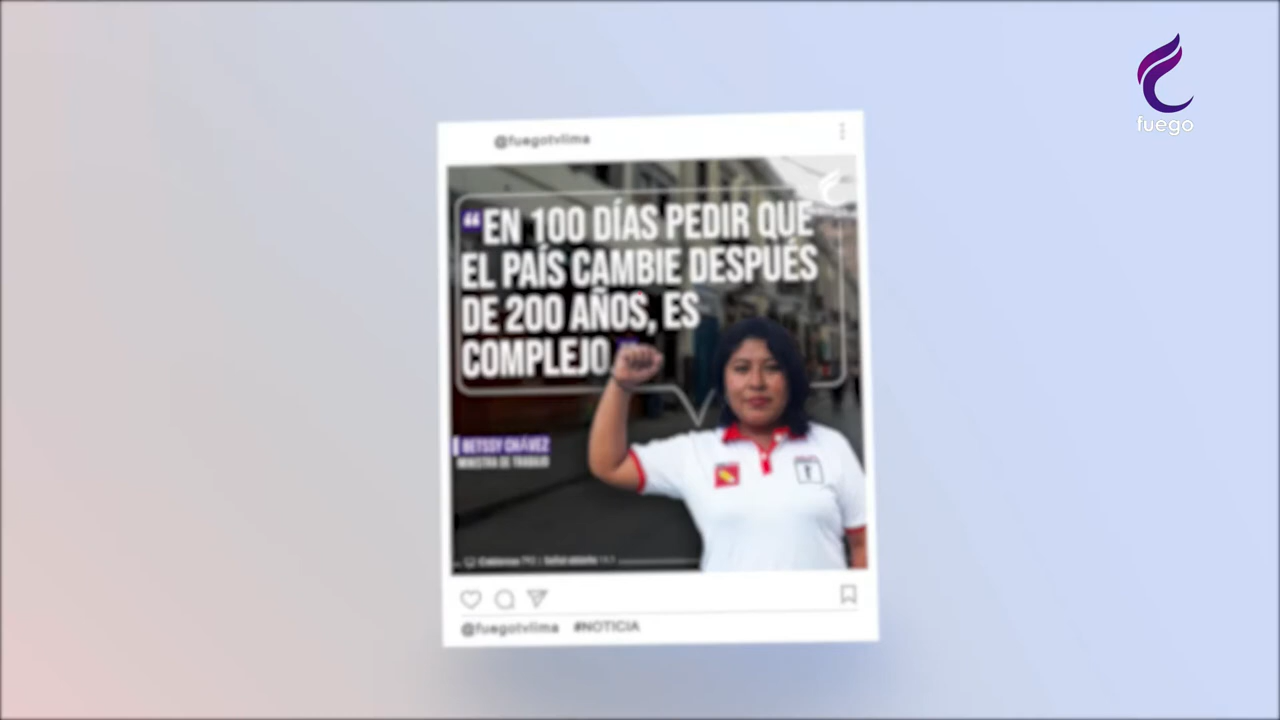 fuego
@fuegotvlima
“EN 100 DÍAS PEDIR QUE
EL PAÍS CAMBIE DESPUÉS
DE 200 AÑOS, ES
COMPLEJO.”
BETSSY CHÁVEZ
MINISTRA DE TRABAJO
@fuegotvlima #NOTICIA